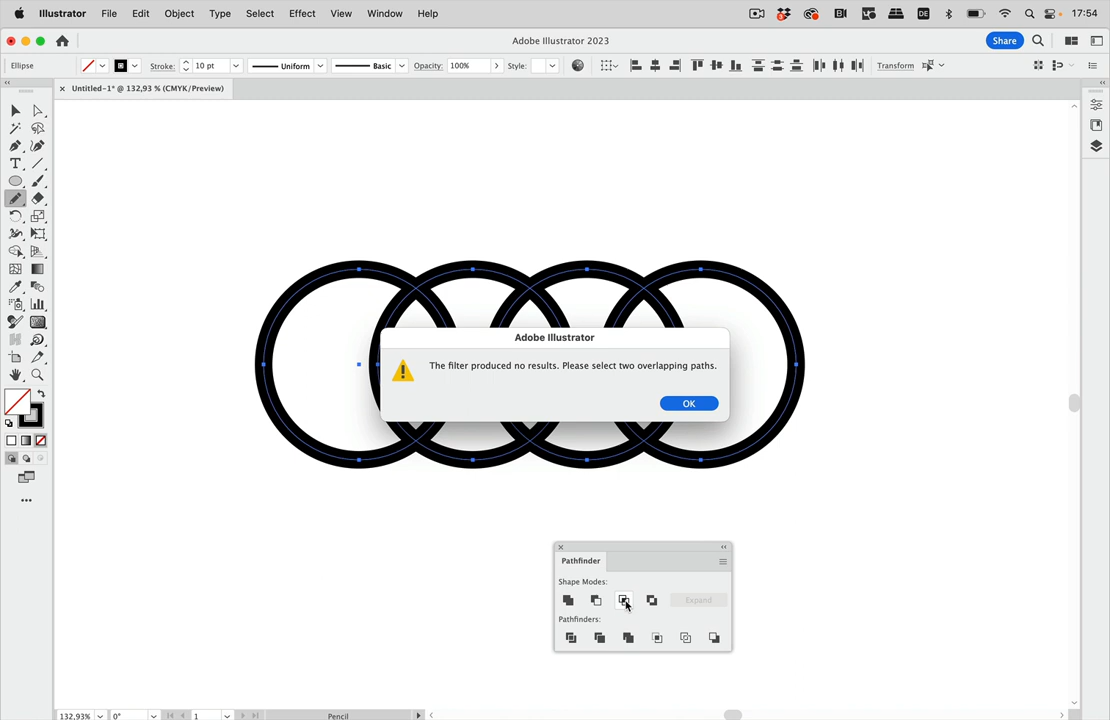 Illustrator File Edit Object Type Select Effect View Window Help DE 17:54
Adobe Illustrator 2023 Share
Ellipse Stroke: 10 pt Uniform Basic Opacity: 100% Style: Transform
Untitled-1* @ 132,93 % (CMYK/Preview)
Adobe Illustrator
The filter produced no results. Please select two overlapping paths.
OK
Pathfinder
Shape Modes:
Expand
Pathfinders:
132,93% 0° 1 Pencil